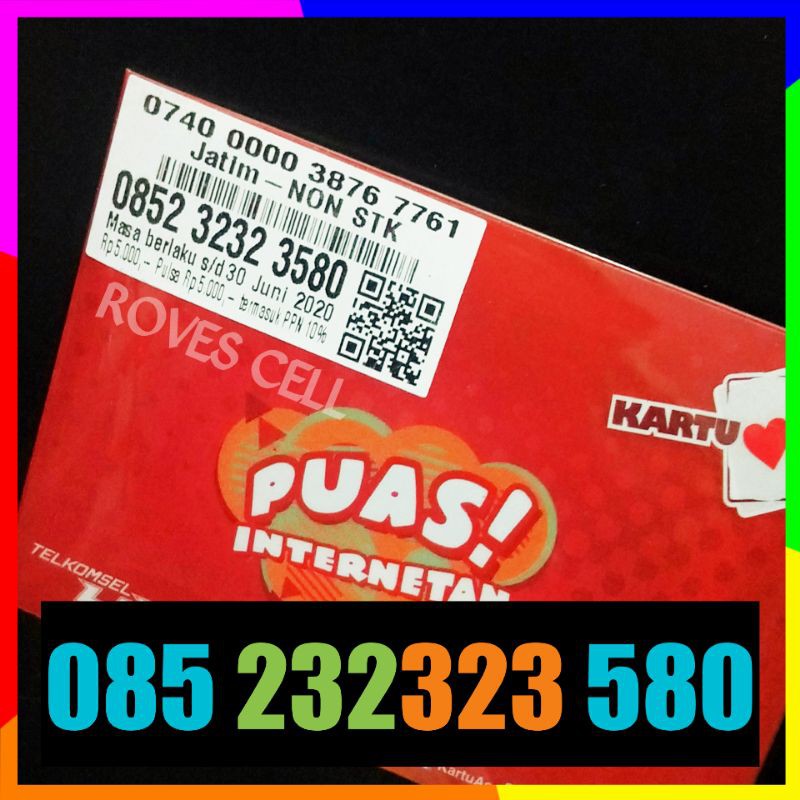 0740 0000 3876 7761
Jatim - NON STK
0852 3232 3580
Masa berlaku s/d 30 Juni 2020
Rp5.000,- Pulsa Rp5.000,- termasuk PPN 10%
ROVES CELL
KARTU
PUAS!
INTERNETAN
TELKOMSEL
085 232323 580